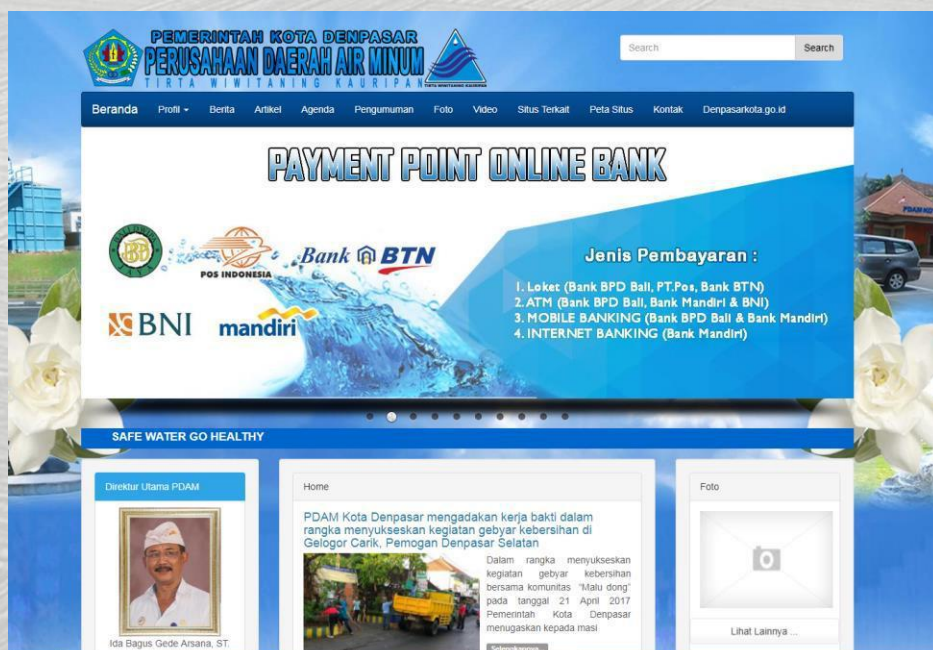 PEMERINTAH KOTA DENPASAR
PERUSAHAAN DAERAH AIR MINUM
TIRTA WIWITANING KAURIPAN
TIRTA WIWITANING KAURIPAN
Search
Search
Beranda Profil Berita Artikel Agenda Pengumuman Foto Video Situs Terkait Peta Situs Kontak Denpasarkota.go.id
PAYMENT POINT ONLINE BANK
BPD
POS INDONESIA
Bank BTN
BNI
mandiri
Jenis Pembayaran :
1. Loket (Bank BPD Bali, PT.Pos, Bank BTN)
2. ATM (Bank BPD Bali, Bank Mandiri & BNI)
3. MOBILE BANKING (Bank BPD Bali & Bank Mandiri)
4. INTERNET BANKING (Bank Mandiri)
SAFE WATER GO HEALTHY
Direktur Utama PDAM
Ida Bagus Gede Arsana, ST.
Home
PDAM Kota Denpasar mengadakan kerja bakti dalam
rangka menyukseskan kegiatan gebyar kebersihan di
Gelogor Carik, Pemogan Denpasar Selatan
Dalam rangka menyukseskan
kegiatan gebyar kebersihan
bersama komunitas “Malu dong”
pada tanggal 21 April 2017
Pemerintah Kota Denpasar
menugaskan kepada masi
Selengkapnya
Foto
Lihat Lainnya ...